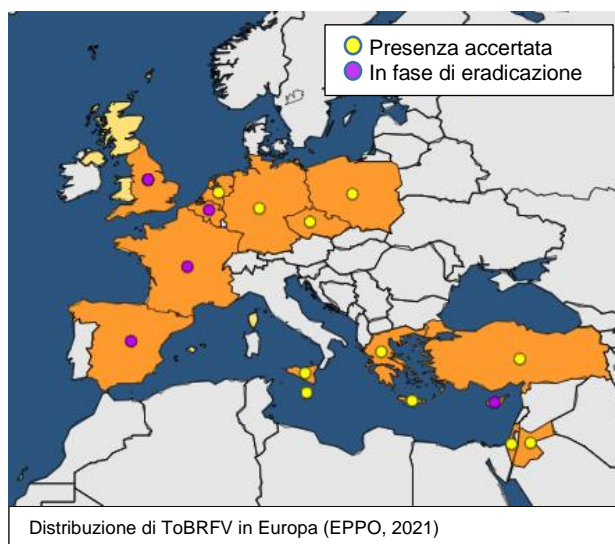 Presenza accertata
In fase di eradicazione
Distribuzione di ToBRFV in Europa (EPPO, 2021)